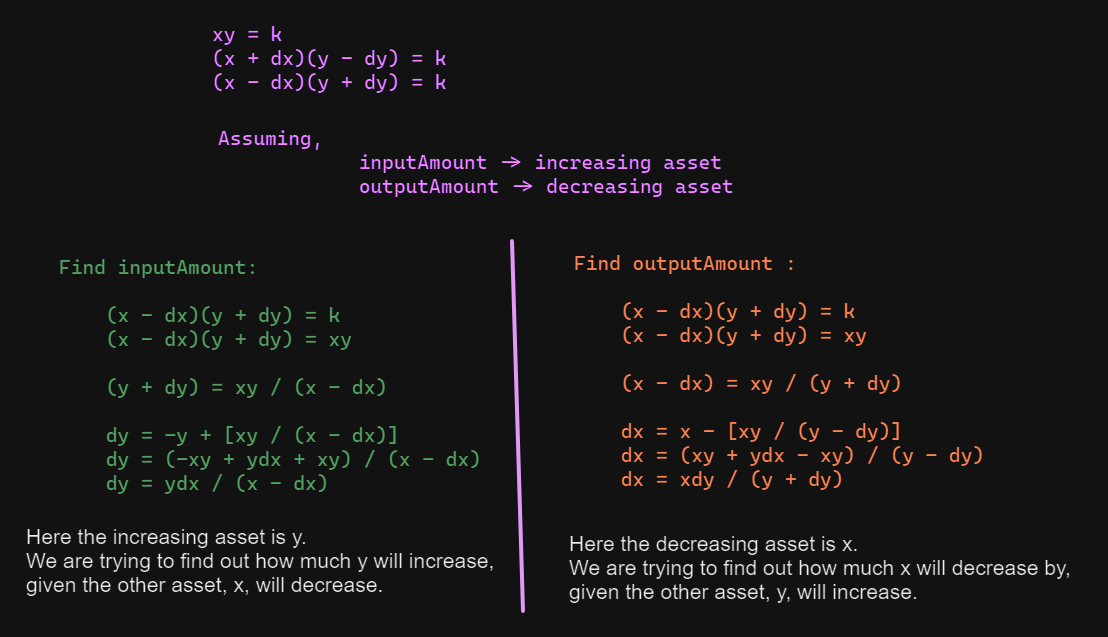 xy = k
(x + dx)(y − dy) = k
(x − dx)(y + dy) = k
Assuming,
inputAmount → increasing asset
outputAmount → decreasing asset
Find inputAmount:
(x − dx)(y + dy) = k
(x − dx)(y + dy) = xy
(y + dy) = xy / (x − dx)
dy = −y + [xy / (x − dx)]
dy = (−xy + ydx + xy) / (x − dx)
dy = ydx / (x − dx)
Here the increasing asset is y.
We are trying to find out how much y will increase,
given the other asset, x, will decrease.
Find outputAmount :
(x − dx)(y + dy) = k
(x − dx)(y + dy) = xy
(x − dx) = xy / (y + dy)
dx = x − [xy / (y − dy)]
dx = (xy + ydx − xy) / (y − dy)
dx = xdy / (y + dy)
Here the decreasing asset is x.
We are trying to find out how much x will decrease by,
given the other asset, y, will increase.